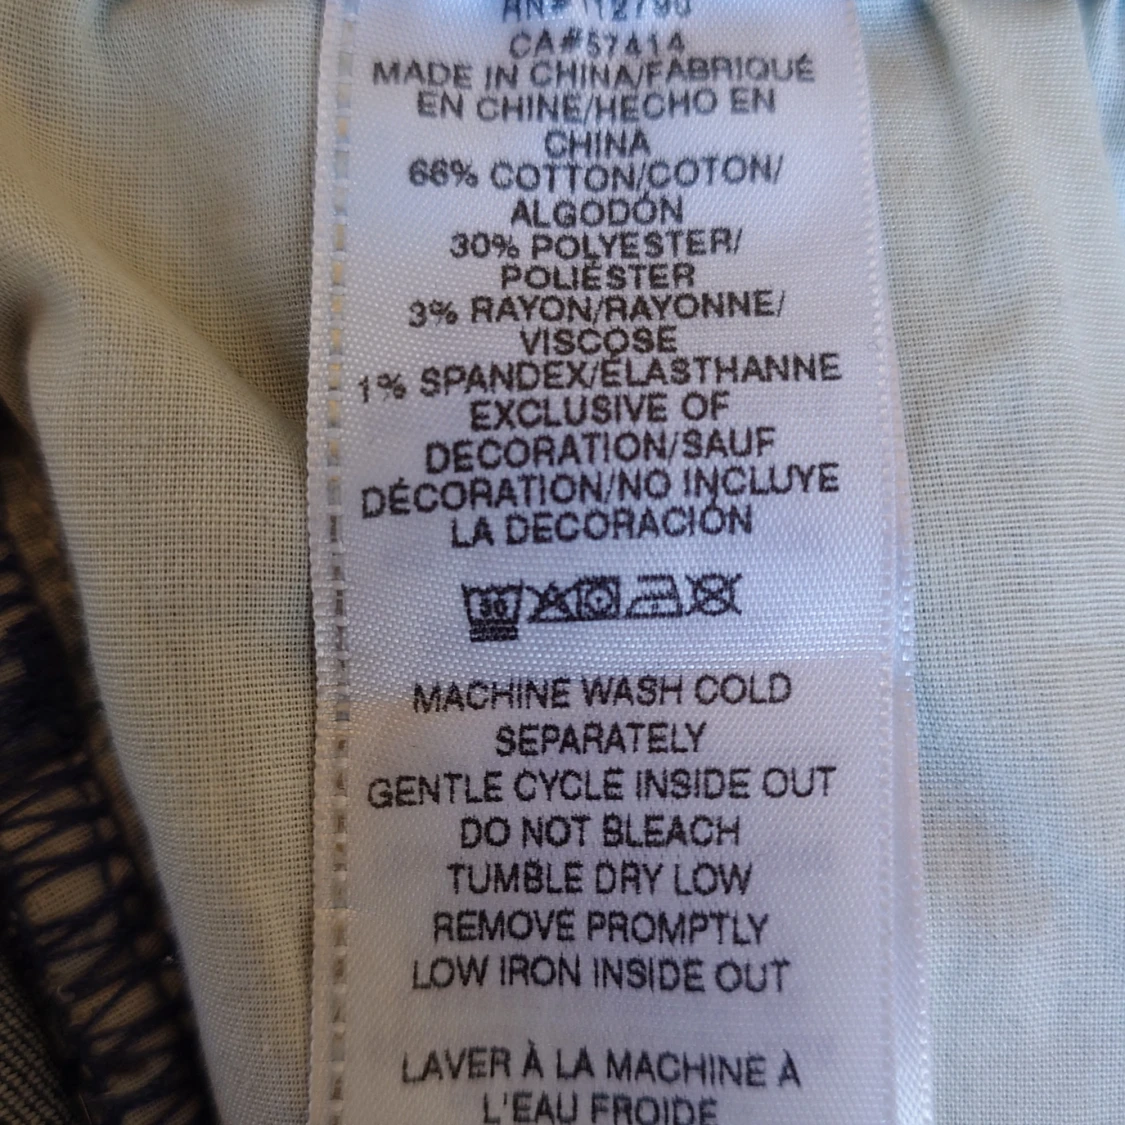 RN# 112790
CA#57414
MADE IN CHINA/FABRIQUÉ
EN CHINE/HECHO EN
CHINA
66% COTTON/COTON/
ALGODÓN
30% POLYESTER/
POLIÉSTER
3% RAYON/RAYONNE/
VISCOSE
1% SPANDEX/ÉLASTHANNE
EXCLUSIVE OF
DECORATION/SAUF
DÉCORATION/NO INCLUYE
LA DECORACIÓN
30
MACHINE WASH COLD
SEPARATELY
GENTLE CYCLE INSIDE OUT
DO NOT BLEACH
TUMBLE DRY LOW
REMOVE PROMPTLY
LOW IRON INSIDE OUT
LAVER À LA MACHINE À
L'EAU FROIDE